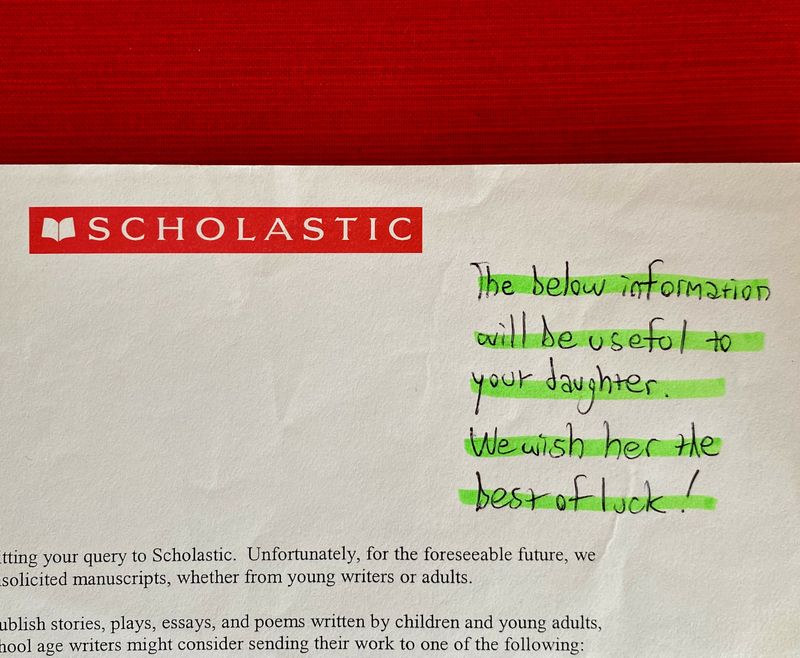 SCHOLASTIC
The below information
will be useful to
your daughter.
We wish her the
best of luck!
itting your query to Scholastic. Unfortunately, for the foreseeable future, we
nsolicited manuscripts, whether from young writers or adults.
ublish stories, plays, essays, and poems written by children and young adults,
hool age writers might consider sending their work to one of the following: